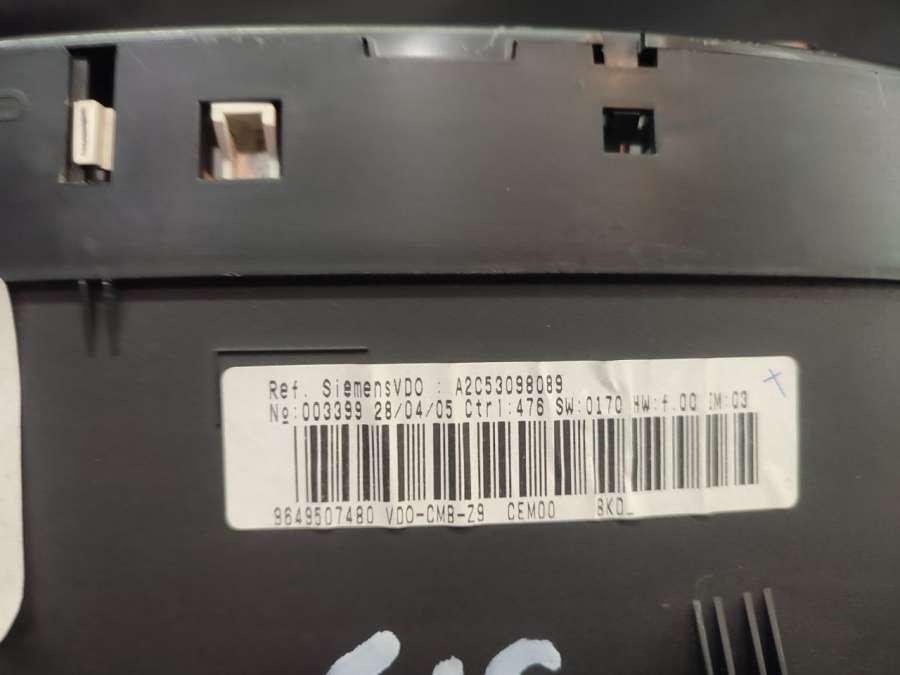 Ref. SiemensVDO : A2C53098089
Nº:003399 28/04/05 Ctrl:476 SW:0170 HW:f.00 IM:03
9649507480 VDO-CMB-Z9 CEM00 8KD_